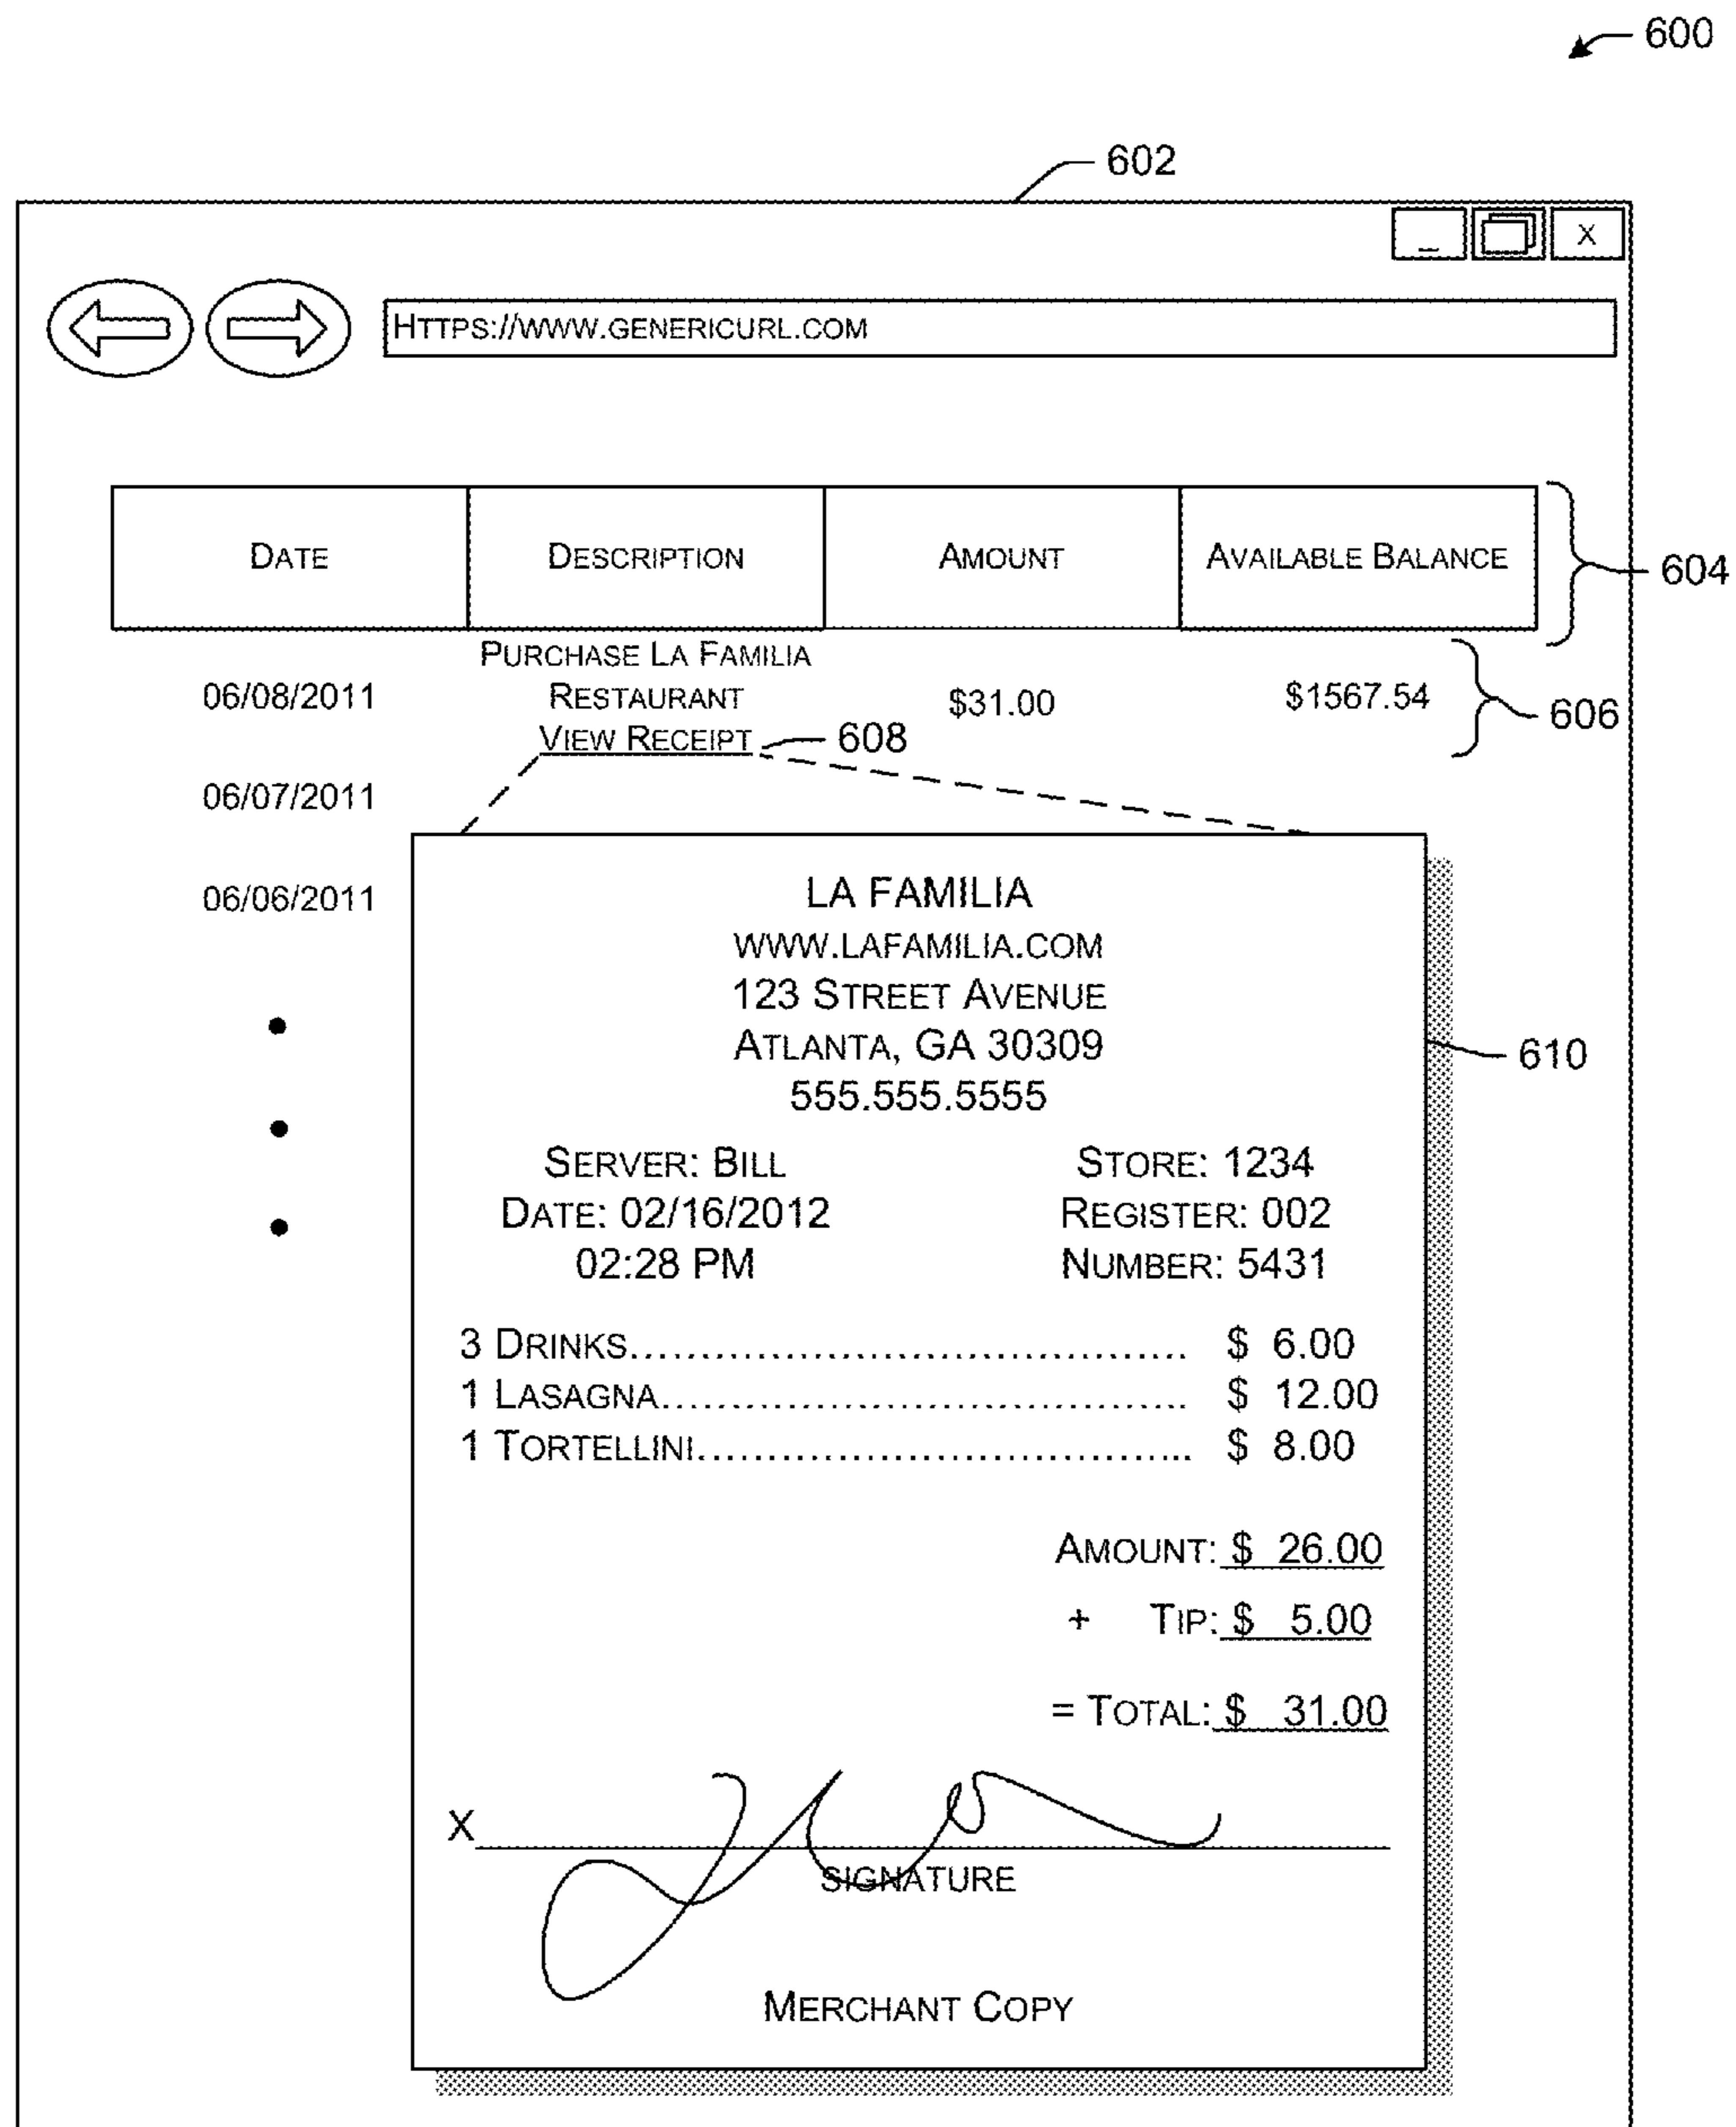 600
602
_ X
HTTPS://WWW.GENERICURL.COM
DATE DESCRIPTION AMOUNT AVAILABLE BALANCE
604
PURCHASE LA FAMILIA
06/08/2011 RESTAURANT $31.00 $1567.54
606
VIEW RECEIPT 608
06/07/2011
06/06/2011
LA FAMILIA
WWW.LAFAMILIA.COM
123 STREET AVENUE
ATLANTA, GA 30309
610
555.555.5555
SERVER: BILL STORE: 1234
DATE: 02/16/2012 REGISTER: 002
02:28 PM NUMBER: 5431
3 DRINKS........................................ $ 6.00
1 LASAGNA..................................... $ 12.00
1 TORTELLINI................................... $ 8.00
AMOUNT: $ 26.00
+ TIP: $ 5.00
= TOTAL: $ 31.00
X
SIGNATURE
MERCHANT COPY